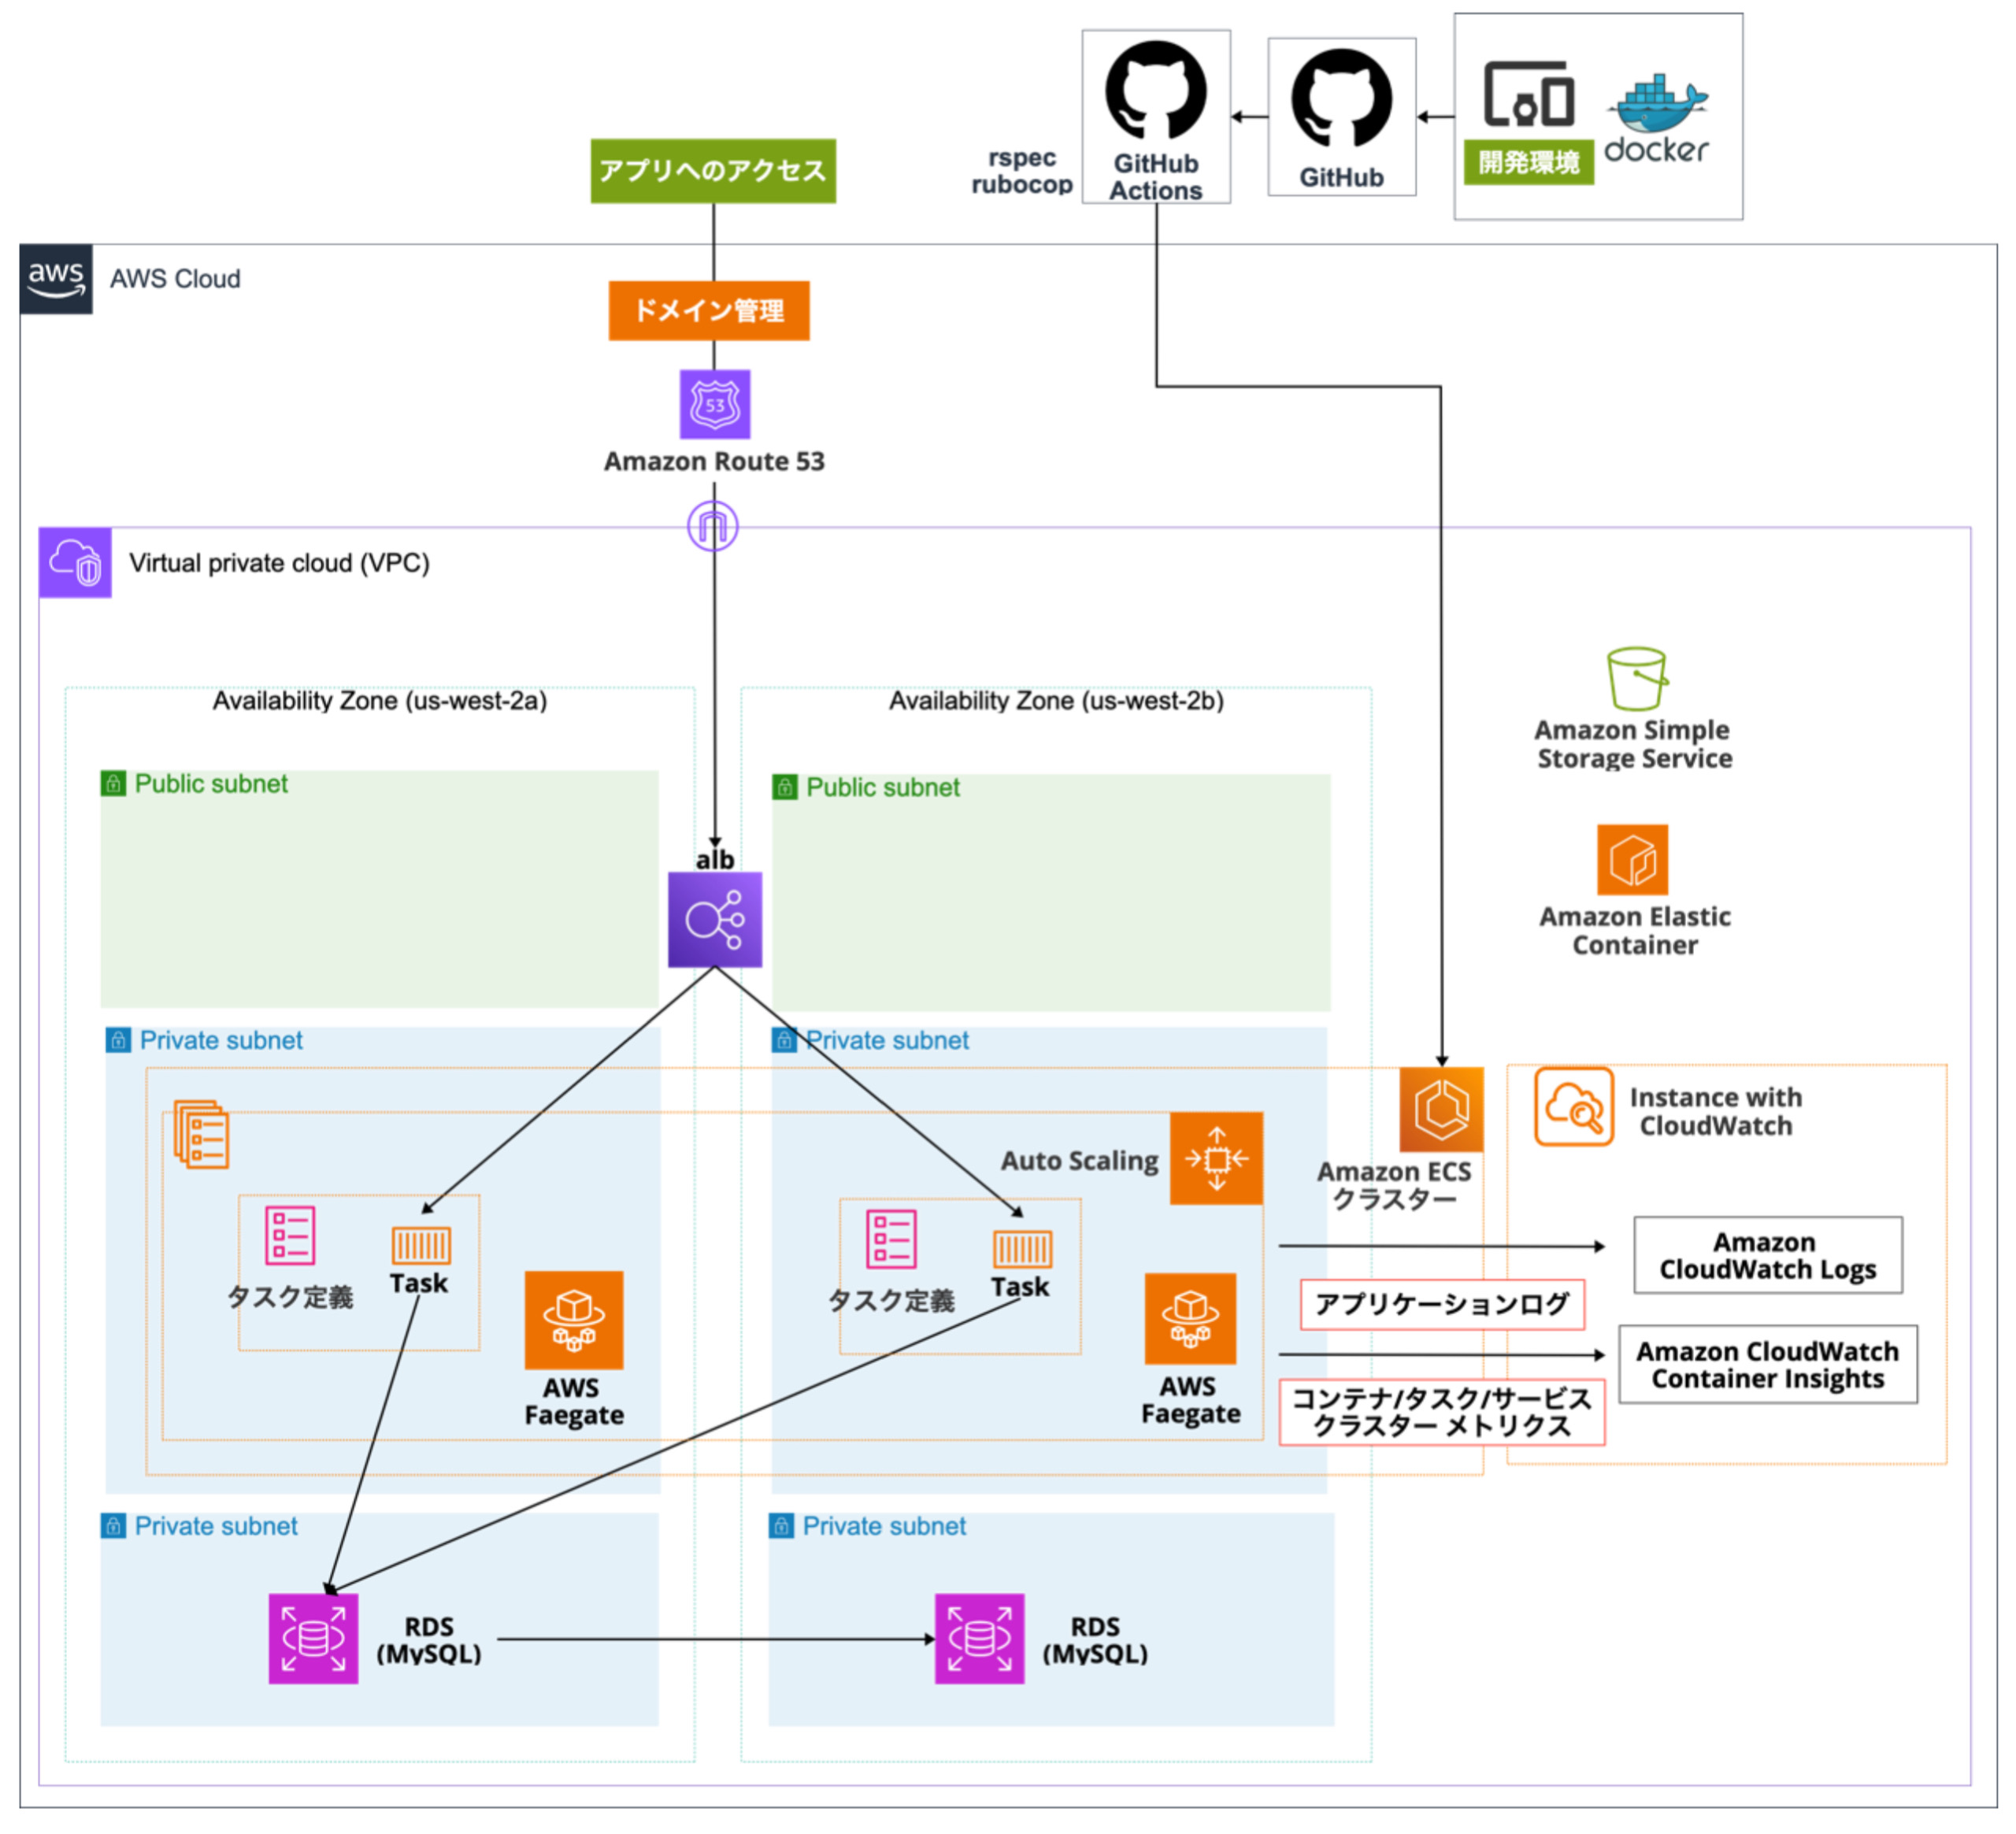 rspec
rubocop
GitHub
Actions
GitHub
開発環境
docker
アプリへのアクセス
aws
AWS Cloud
ドメイン管理
53
Amazon Route 53
Virtual private cloud (VPC)
Availability Zone (us-west-2a)
Availability Zone (us-west-2b)
Amazon Simple
Storage Service
Public subnet
Public subnet
alb
Amazon Elastic
Container
Private subnet
Private subnet
Auto Scaling
Amazon ECS
クラスター
Instance with
CloudWatch
タスク定義
Task
タスク定義
Task
AWS
Faegate
AWS
Faegate
Amazon
CloudWatch Logs
アプリケーションログ
Amazon CloudWatch
Container Insights
コンテナ/タスク/サービス
クラスター メトリクス
Private subnet
Private subnet
RDS
(MySQL)
RDS
(MySQL)